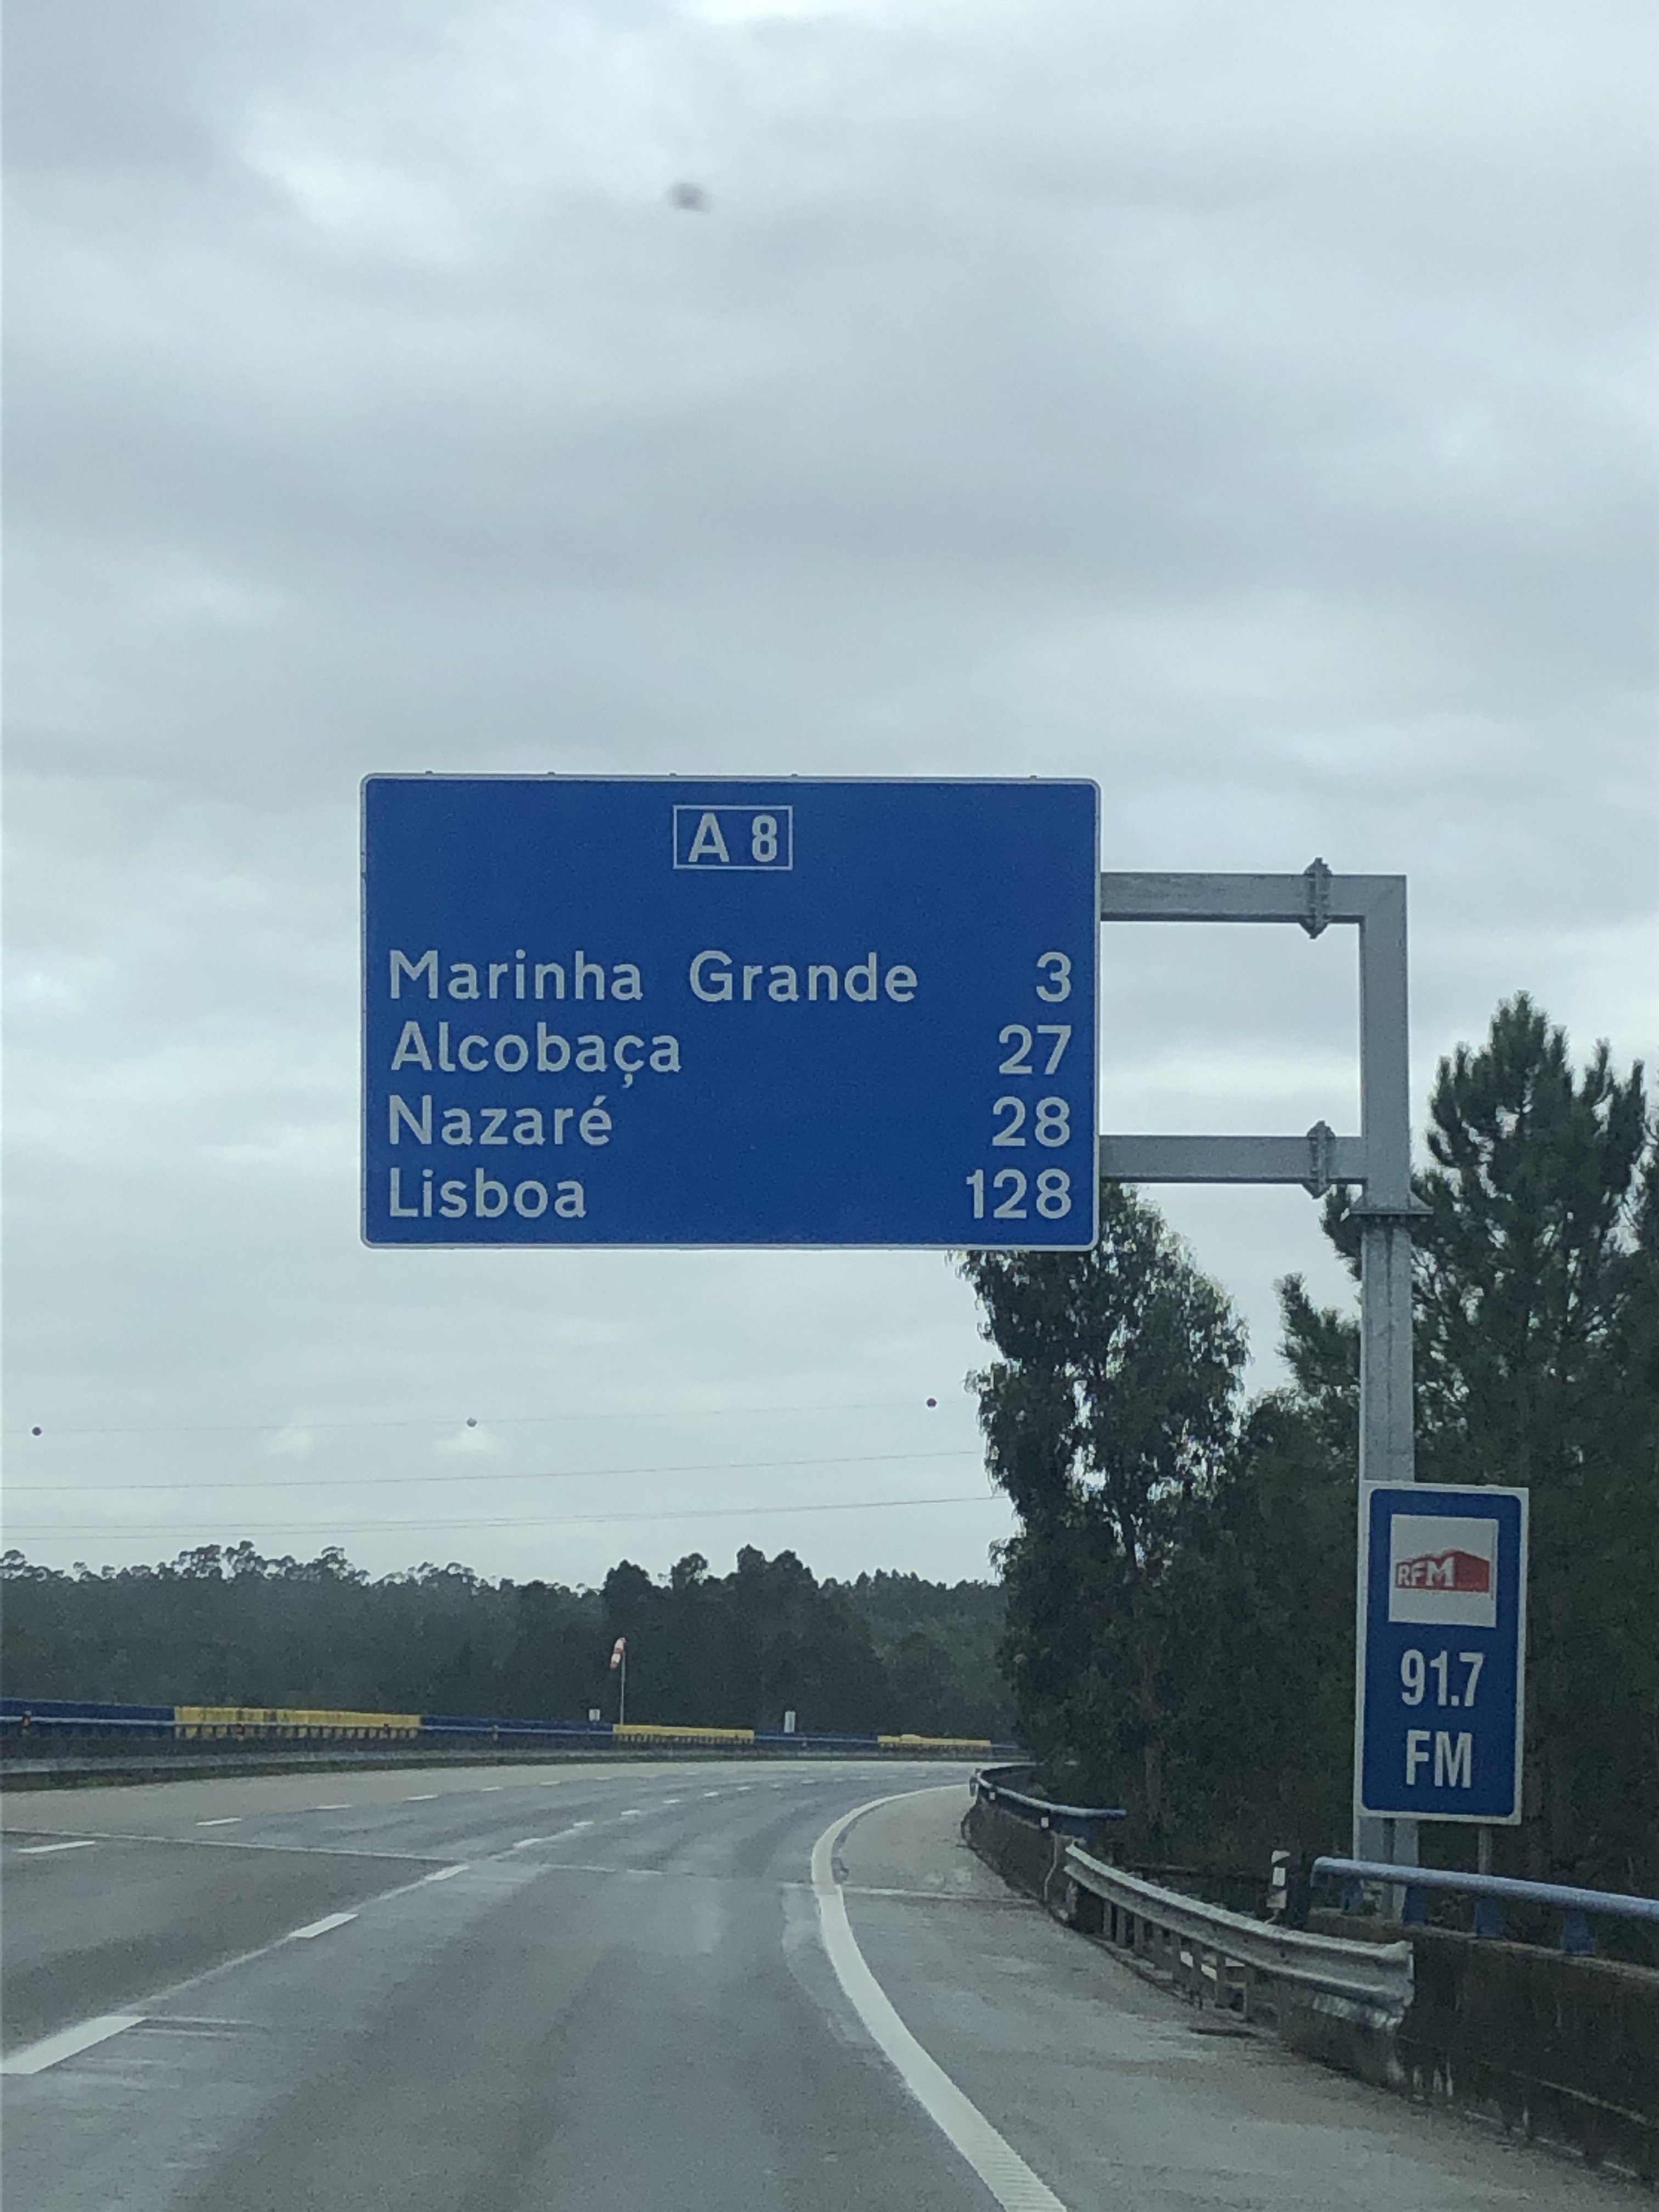 A 8
Marinha Grande 3
Alcobaça 27
Nazaré 28
Lisboa 128
RFM
91.7
FM